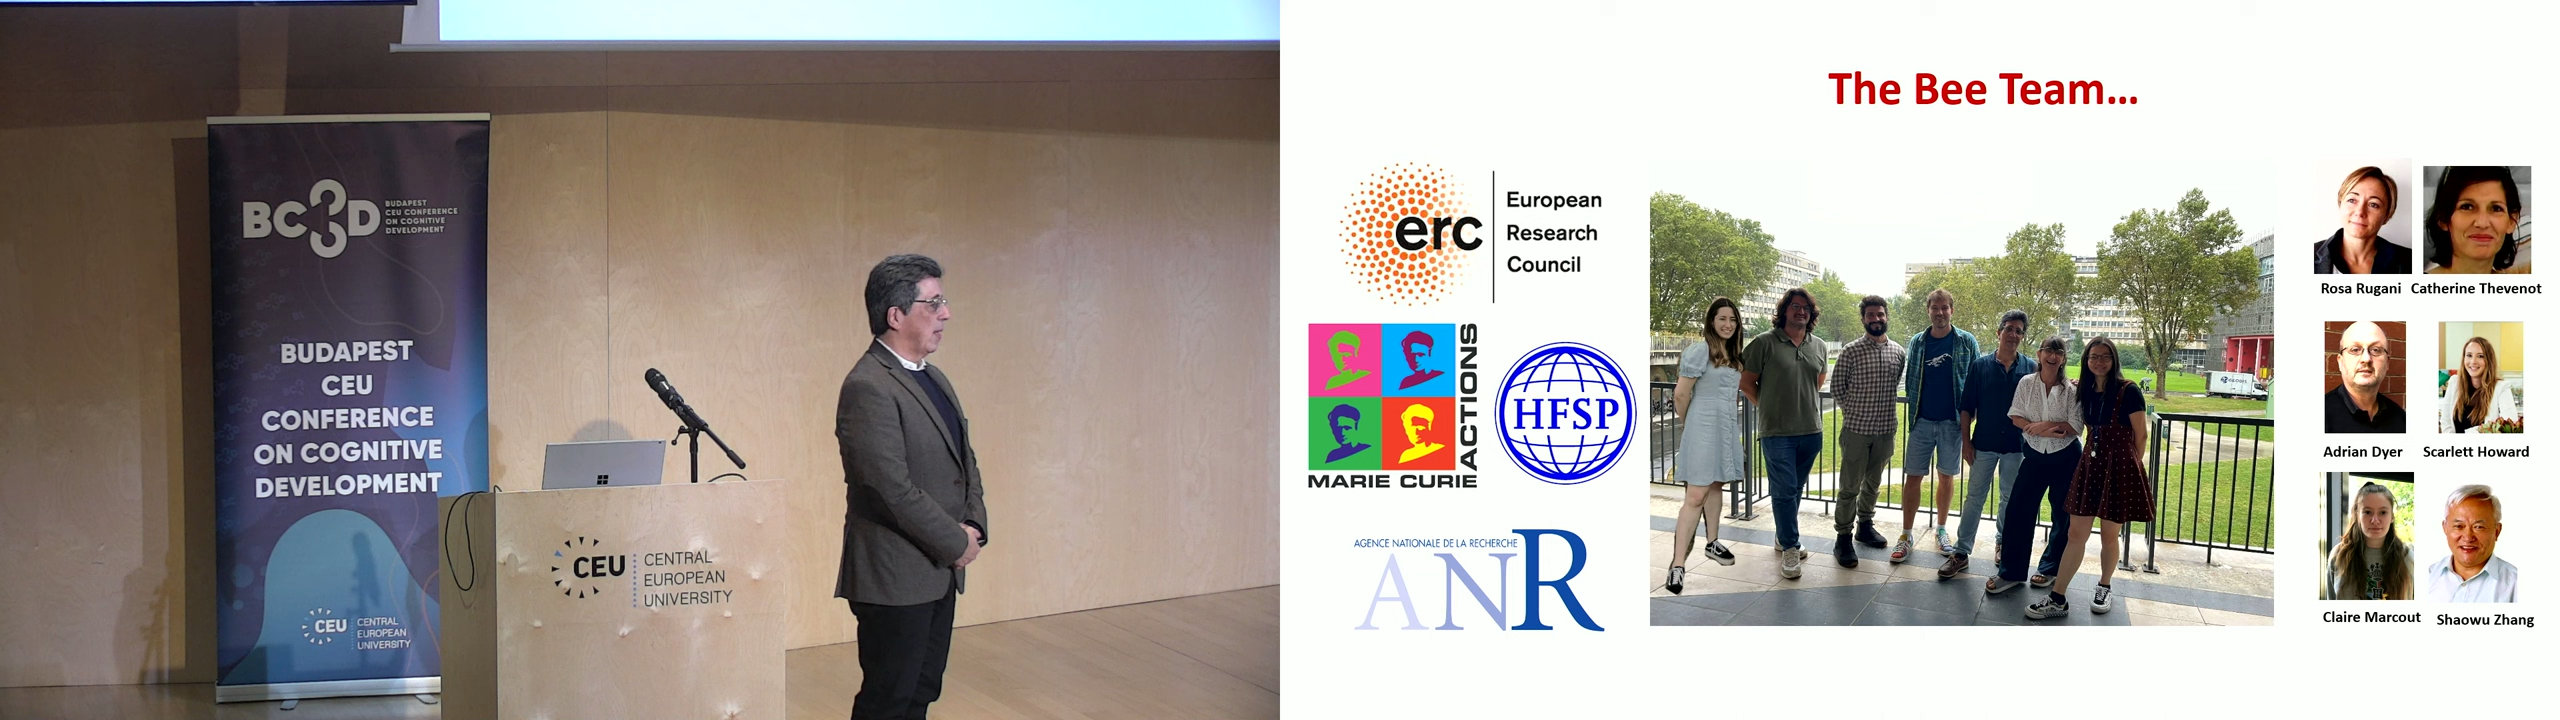 BC3D
BUDAPEST
CEU CONFERENCE
ON COGNITIVE
DEVELOPMENT
BUDAPEST
CEU
CONFERENCE
ON COGNITIVE
DEVELOPMENT
CEU
CENTRAL
EUROPEAN
UNIVERSITY
CEU
CENTRAL
EUROPEAN
UNIVERSITY
The Bee Team...
erc
European
Research
Council
MARIE CURIE
ACTIONS
HFSP
AGENCE NATIONALE DE LA RECHERCHE
ANR
Rosa Rugani
Catherine Thevenot
Adrian Dyer
Scarlett Howard
Claire Marcout
Shaowu Zhang